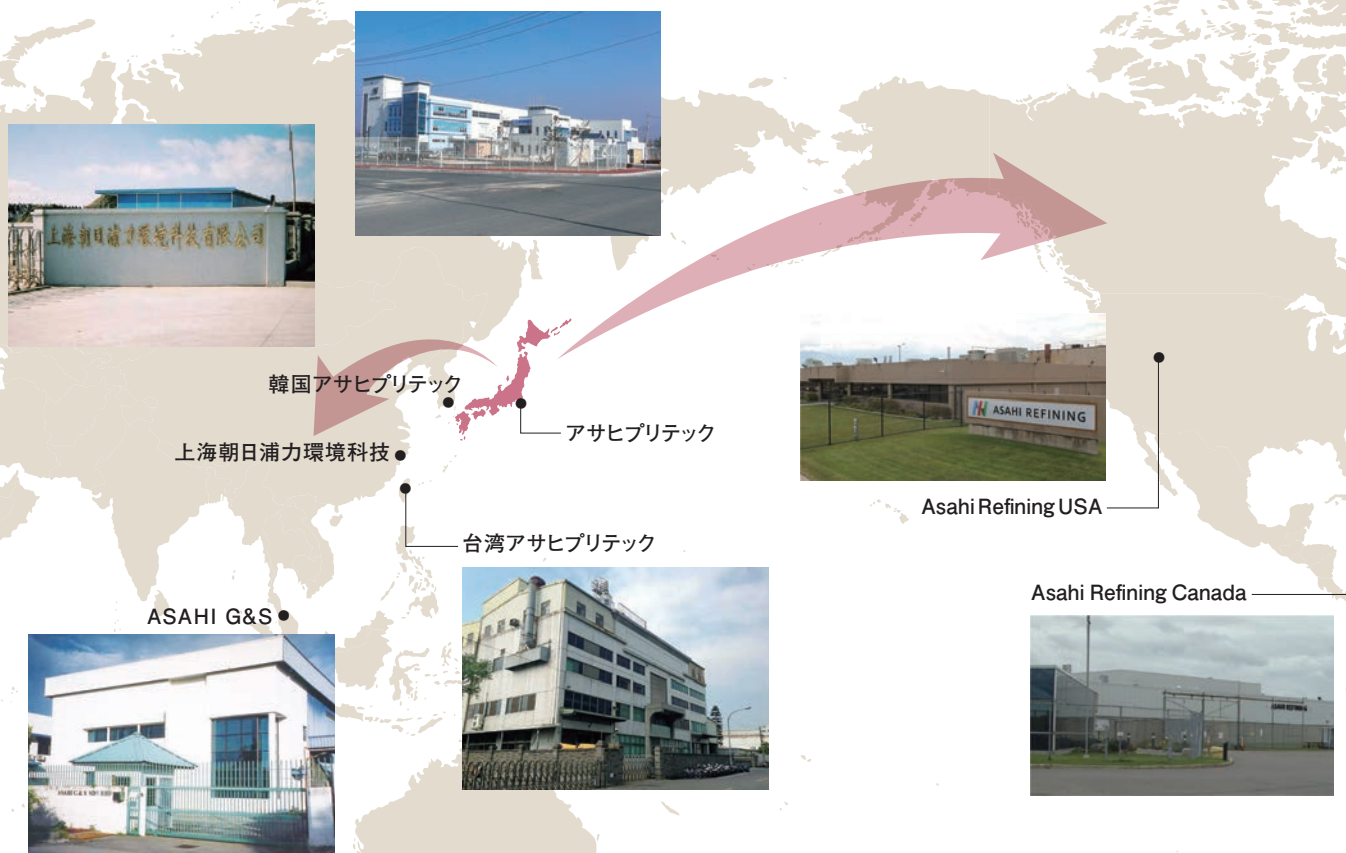 上海朝日浦力環境科技有限公司
韓国アサヒプリテック
アサヒプリテック
上海朝日浦力環境科技
ASAHI REFINING
Asahi Refining USA
台湾アサヒプリテック
Asahi Refining Canada
ASAHI G&S
ASAHI REFINING
ASAHI G & S